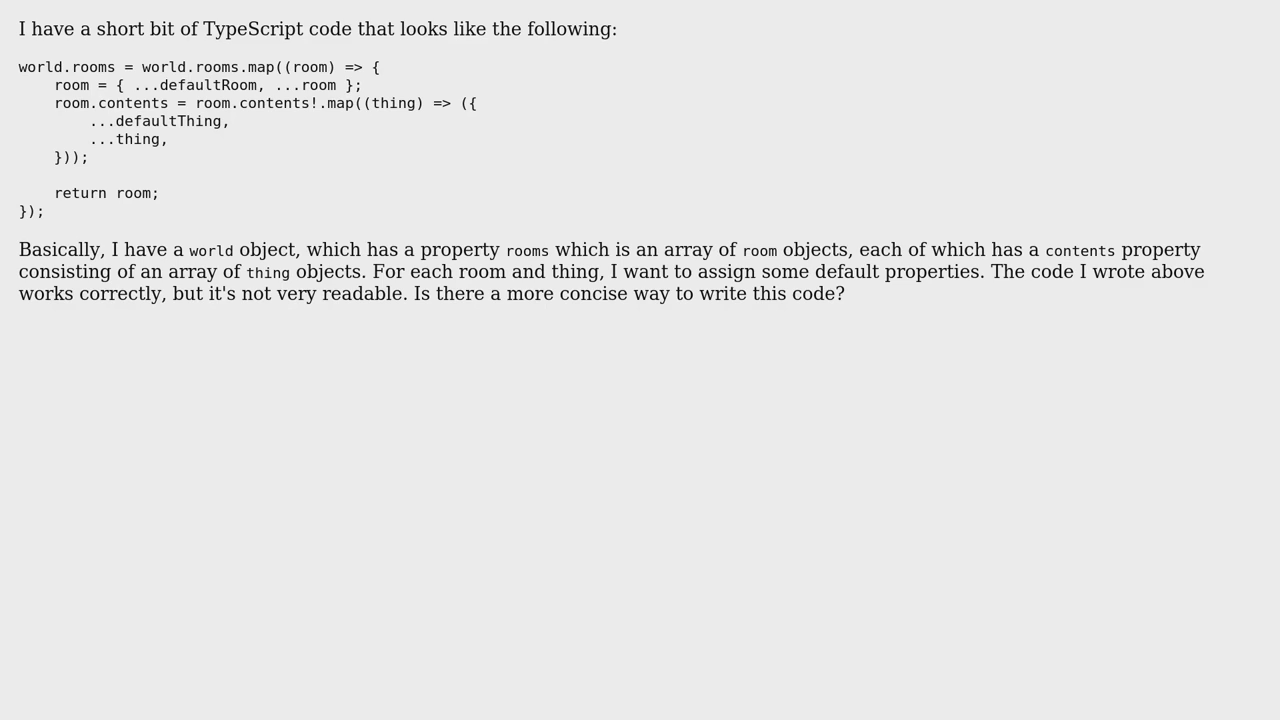 I have a short bit of TypeScript code that looks like the following:
world.rooms = world.rooms.map((room) => {
    room = { ...defaultRoom, ...room };
    room.contents = room.contents!.map((thing) => ({
        ...defaultThing,
        ...thing,
    }));
    return room;
});
Basically, I have a world object, which has a property rooms which is an array of room objects, each of which has a contents property
consisting of an array of thing objects. For each room and thing, I want to assign some default properties. The code I wrote above
works correctly, but it's not very readable. Is there a more concise way to write this code?